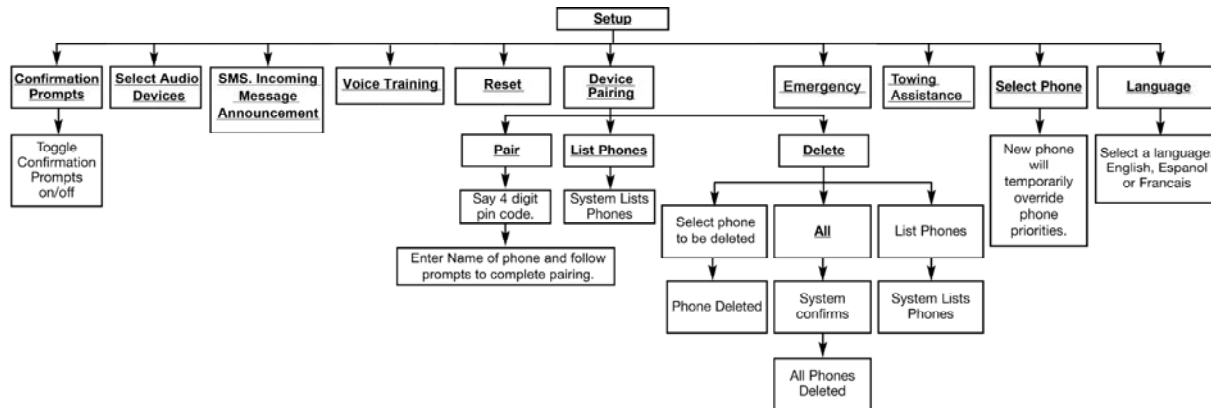 Setup
Confirmation
Prompts
Select Audio
Devices
SMS. Incoming
Message
Announcement
Voice Training
Reset
Device
Pairing
Emergency
Towing
Assistance
Select Phone
Language
Toggle
Confirmation
Prompts
on/off
Pair
List Phones
Delete
New phone
will
temporarily
override
phone
priorities.
Select a language.
English, Espanol
or Francais
Say 4 digit
pin code.
System Lists
Phones
Enter Name of phone and follow
prompts to complete pairing.
Select phone
to be deleted
All
List Phones
Phone Deleted
System
confirms
System Lists
Phones
All Phones
Deleted